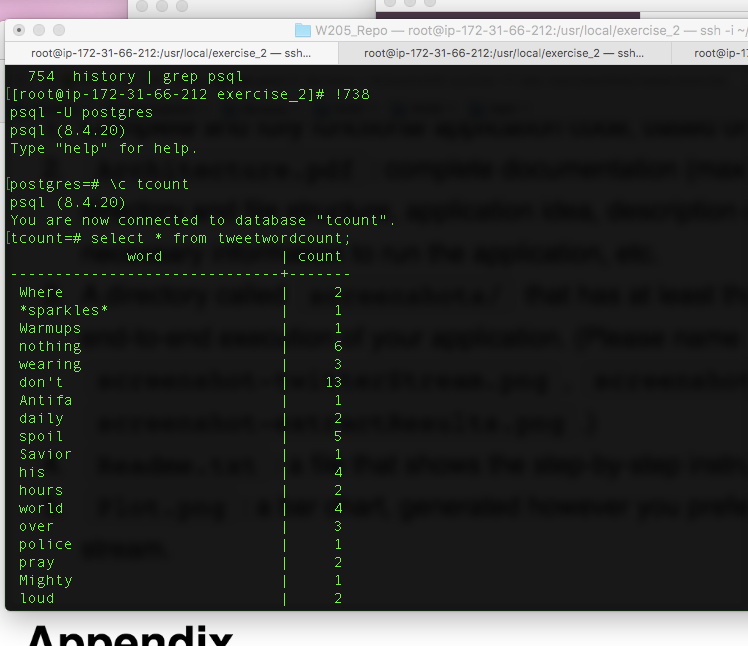 W205_Repo — root@ip-172-31-66-212:/usr/local/exercise_2 — ssh -i ~/
root@ip-172-31-66-212:/usr/local/exercise_2 — ssh... root@ip-172-31-66-212:/usr/local/exercise_2 — ssh... root@ip-17
754 history | grep psql
[[root@ip-172-31-66-212 exercise_2]# !738
psql -U postgres
psql (8.4.20)
Type "help" for help.
[postgres=# \c tcount
psql (8.4.20)
You are now connected to database "tcount".
[tcount=# select * from tweetwordcount;
word | count
------------------------------+-------
Where | 2
*sparkles* | 1
Warmups | 1
nothing | 6
wearing | 3
don't | 13
Antifa | 1
daily | 2
spoil | 5
Savior | 1
his | 4
hours | 2
world | 4
over | 3
police | 1
pray | 2
Mighty | 1
loud | 2
Appendix